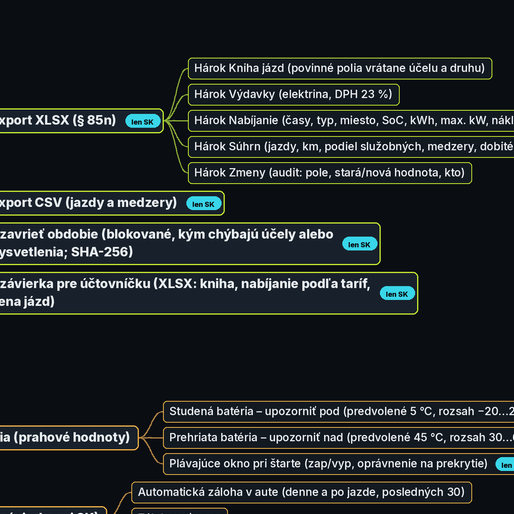 Hárok Kniha jázd (povinné polia vrátane účelu a druhu)
Hárok Výdavky (elektrina, DPH 23 %)
xport XLSX (§ 85n) len SK
Hárok Nabíjanie (časy, typ, miesto, SoC, kWh, max. kW, nákl
Hárok Súhrn (jazdy, km, podiel služobných, medzery, dobité
Hárok Zmeny (audit: pole, stará/nová hodnota, kto)
xport CSV (jazdy a medzery) len SK
zavrieť obdobie (blokované, kým chýbajú účely alebo
ysvetlenia; SHA-256) len SK
závierka pre účtovníčku (XLSX: kniha, nabíjanie podľa taríf,
ena jázd) len SK
Studená batéria – upozorniť pod (predvolené 5 °C, rozsah −20…2
ia (prahové hodnoty)
Prehriata batéria – upozorniť nad (predvolené 45 °C, rozsah 30…
Plávajúce okno pri štarte (zap/vyp, oprávnenie na prekrytie) len
Automatická záloha v aute (denne a po jazde, posledných 30)